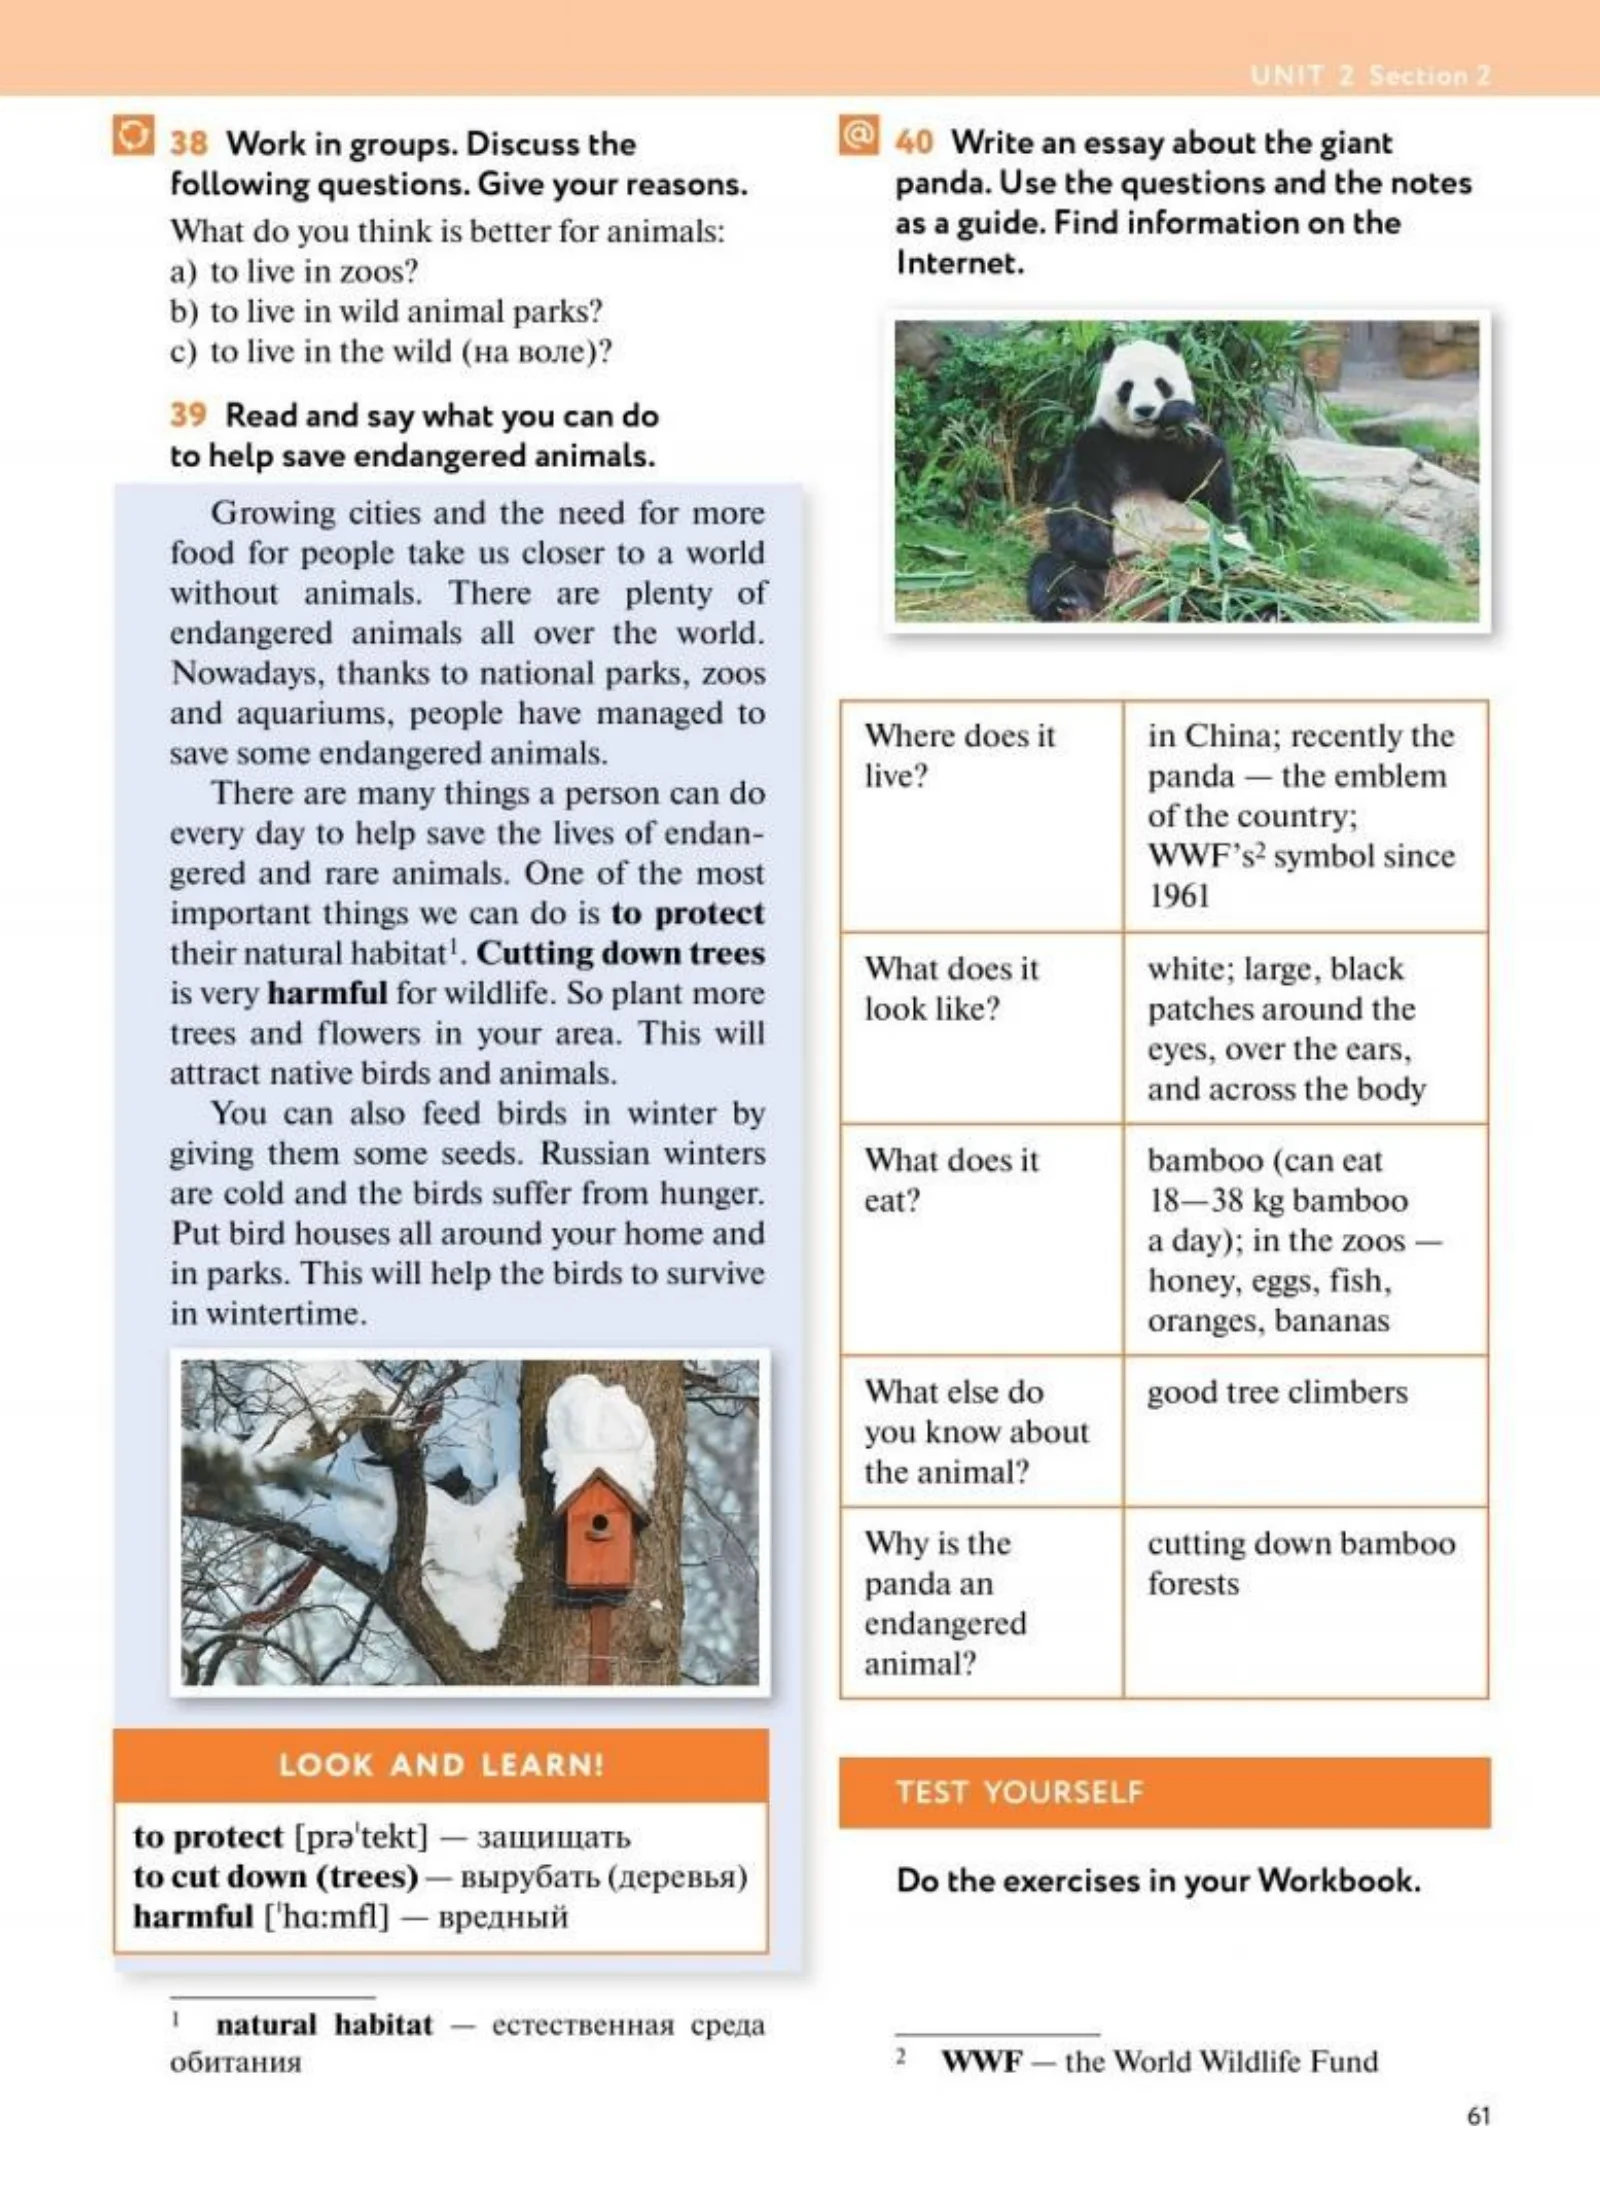 UNIT 2 Section 2
38 Work in groups. Discuss the
following questions. Give your reasons.
What do you think is better for animals:
a) to live in zoos?
b) to live in wild animal parks?
c) to live in the wild (на воле)?
39 Read and say what you can do
to help save endangered animals.
Growing cities and the need for more
food for people take us closer to a world
without animals. There are plenty of
endangered animals all over the world.
Nowadays, thanks to national parks, zoos
and aquariums, people have managed to
save some endangered animals.
There are many things a person can do
every day to help save the lives of endan-
gered and rare animals. One of the most
important things we can do is to protect
their natural habitat¹. Cutting down trees
is very harmful for wildlife. So plant more
trees and flowers in your area. This will
attract native birds and animals.
You can also feed birds in winter by
giving them some seeds. Russian winters
are cold and the birds suffer from hunger.
Put bird houses all around your home and
in parks. This will help the birds to survive
in wintertime.
LOOK AND LEARN!
to protect [prəˈtekt] — защищать
to cut down (trees) — вырубать (деревья)
harmful [ˈhɑːmfl] — вредный
1 natural habitat — естественная среда
обитания
@ 40 Write an essay about the giant
panda. Use the questions and the notes
as a guide. Find information on the
Internet.
Where does it
live?
in China; recently the
panda — the emblem
of the country;
WWF's² symbol since
1961
What does it
look like?
white; large, black
patches around the
eyes, over the ears,
and across the body
What does it
eat?
bamboo (can eat
18—38 kg bamboo
a day); in the zoos —
honey, eggs, fish,
oranges, bananas
What else do
you know about
the animal?
good tree climbers
Why is the
panda an
endangered
animal?
cutting down bamboo
forests
TEST YOURSELF
Do the exercises in your Workbook.
2 WWF — the World Wildlife Fund
61